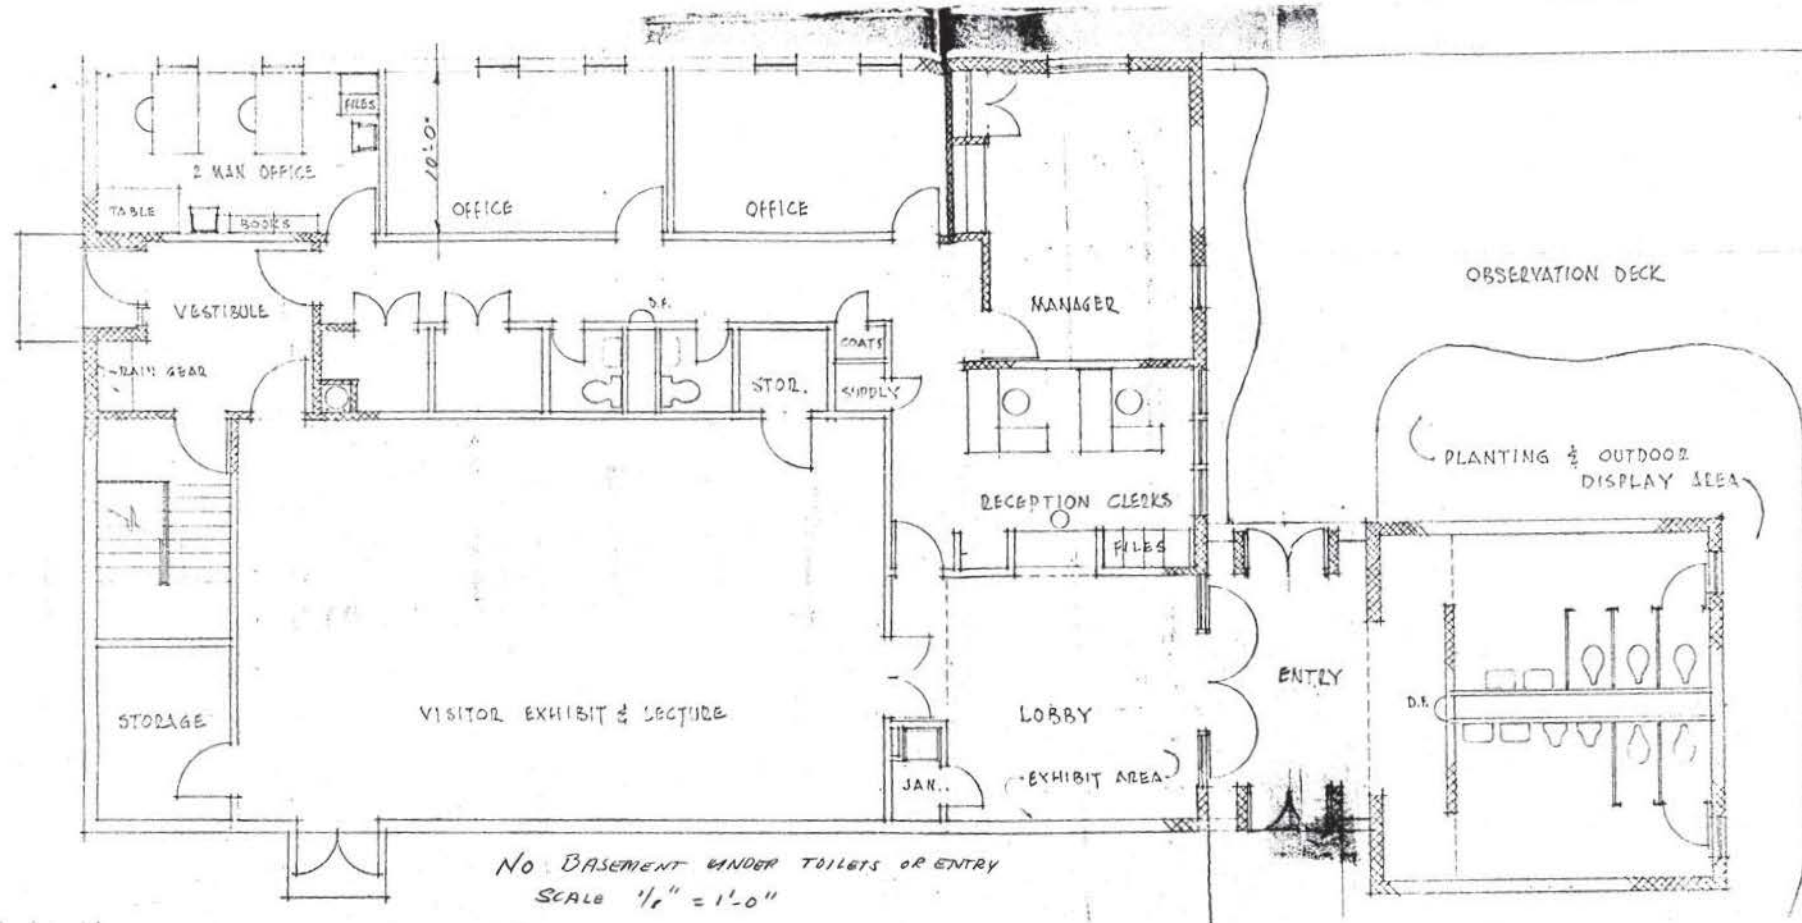 FILES
10'-0"
2 MAN OFFICE
TABLE
BOOKS
OFFICE
OFFICE
OBSERVATION DECK
VESTIBULE
D.F.
MANAGER
COATS
RAIN GEAR
STOR.
SUPPLY
PLANTING & OUTDOOR
DISPLAY AREA
RECEPTION CLERKS
FILES
ENTRY
STORAGE
VISITOR EXHIBIT & LECTURE
LOBBY
D.F.
JAN.
EXHIBIT AREA
NO BASEMENT UNDER TOILETS OR ENTRY
SCALE 1/8" = 1'-0"